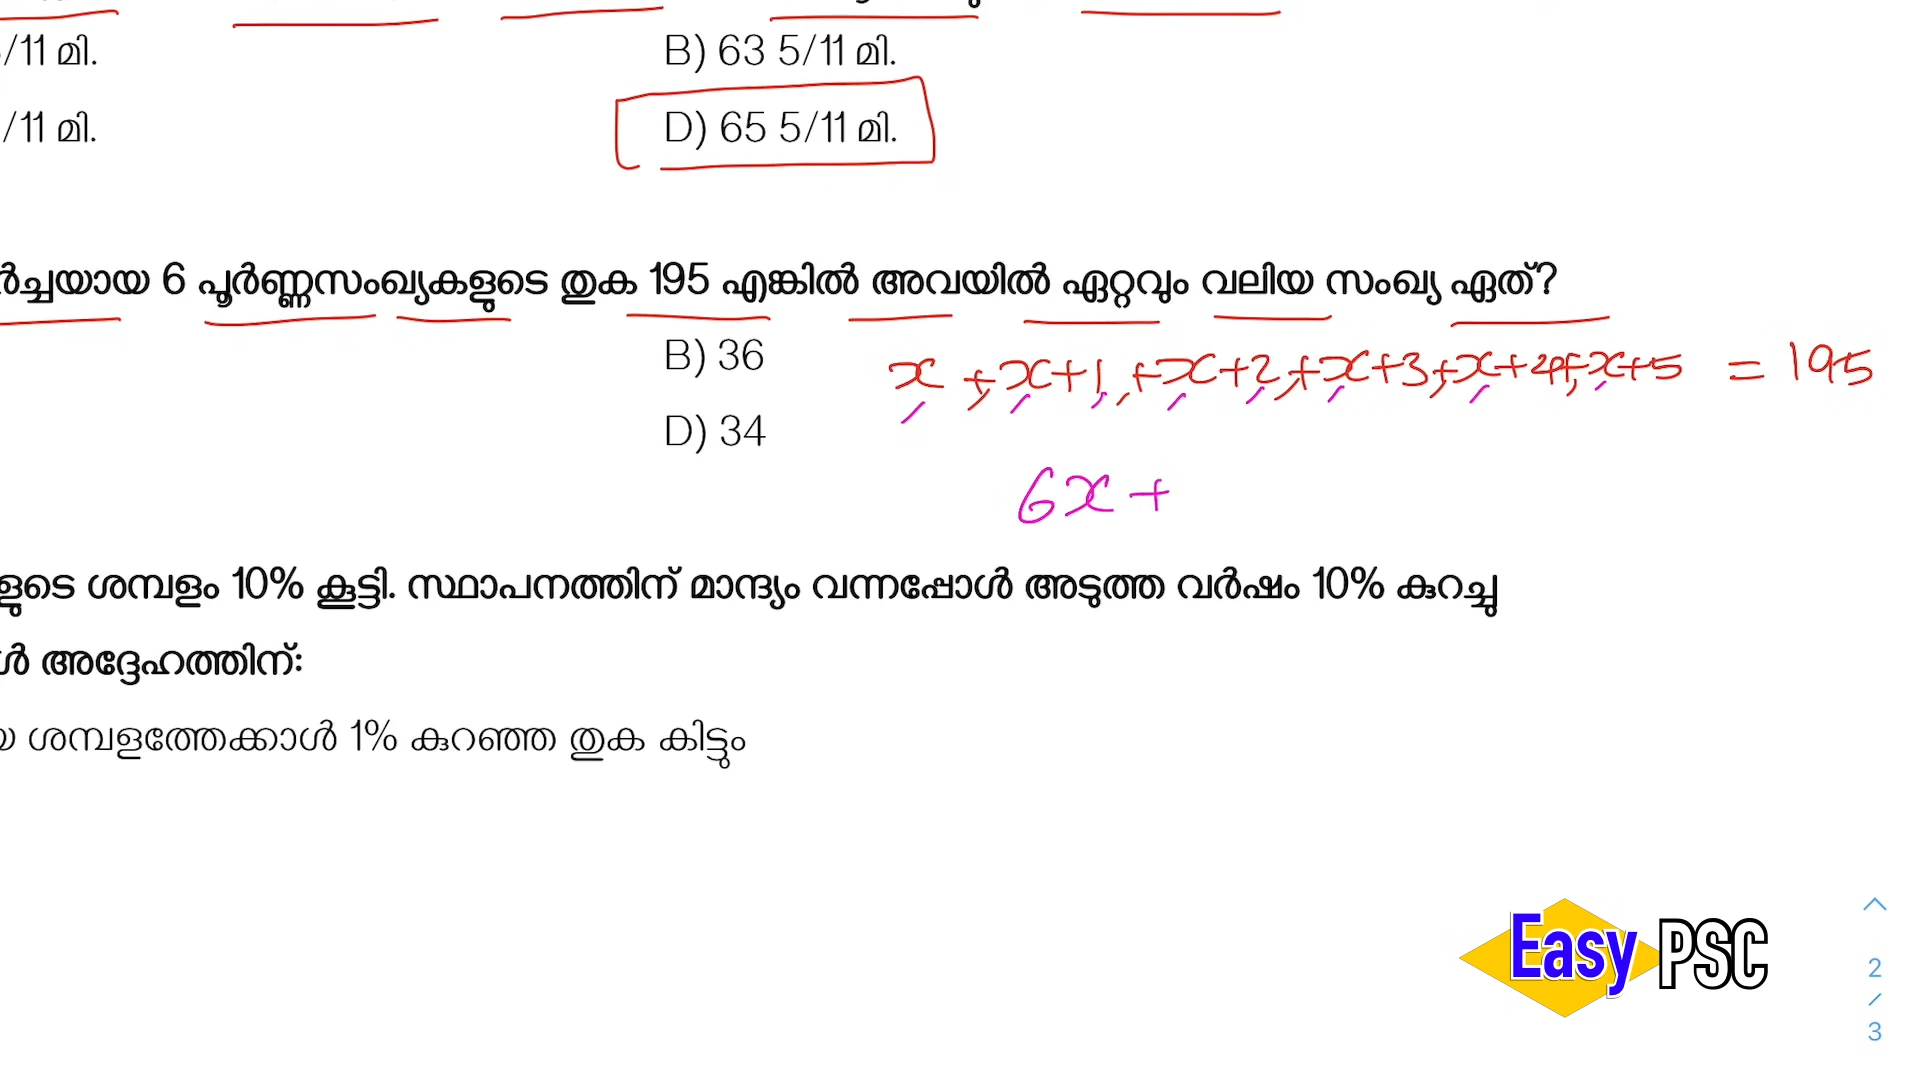 /11 മി.
B) 63 5/11 മി.
/11 മി.
D) 65 5/11 മി.
ർച്ചയായ 6 പൂർണ്ണസംഖ്യകളുടെ തുക 195 എങ്കിൽ അവയിൽ ഏറ്റവും വലിയ സംഖ്യ ഏത്?
B) 36
x + x+1, + x+2, + x+3, + x+4, + x+5 = 195
D) 34
6x +
ളുടെ ശമ്പളം 10% കൂട്ടി. സ്ഥാപനത്തിന് മാന്ദ്യം വന്നപ്പോൾ അടുത്ത വർഷം 10% കുറച്ചു
ൾ അദ്ദേഹത്തിന്:
ശമ്പളത്തേക്കാൾ 1% കുറഞ്ഞ തുക കിട്ടും
Easy PSC
2
/
3